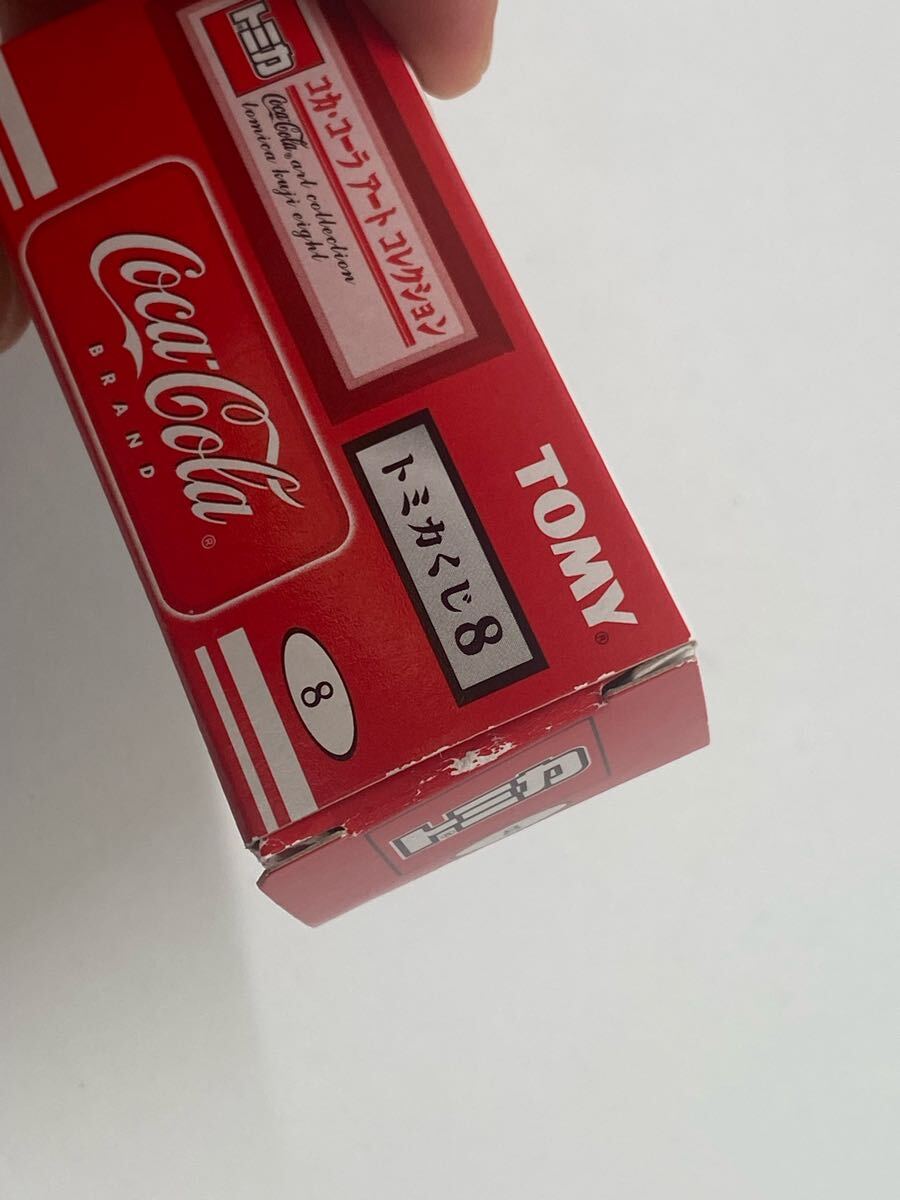 トミカ
コカ・コーラ アート コレクション
Coca-Cola® art collection
tomica kuji eight
Coca-Cola®
BRAND
TOMY®
トミカくじ8
8
トミカ